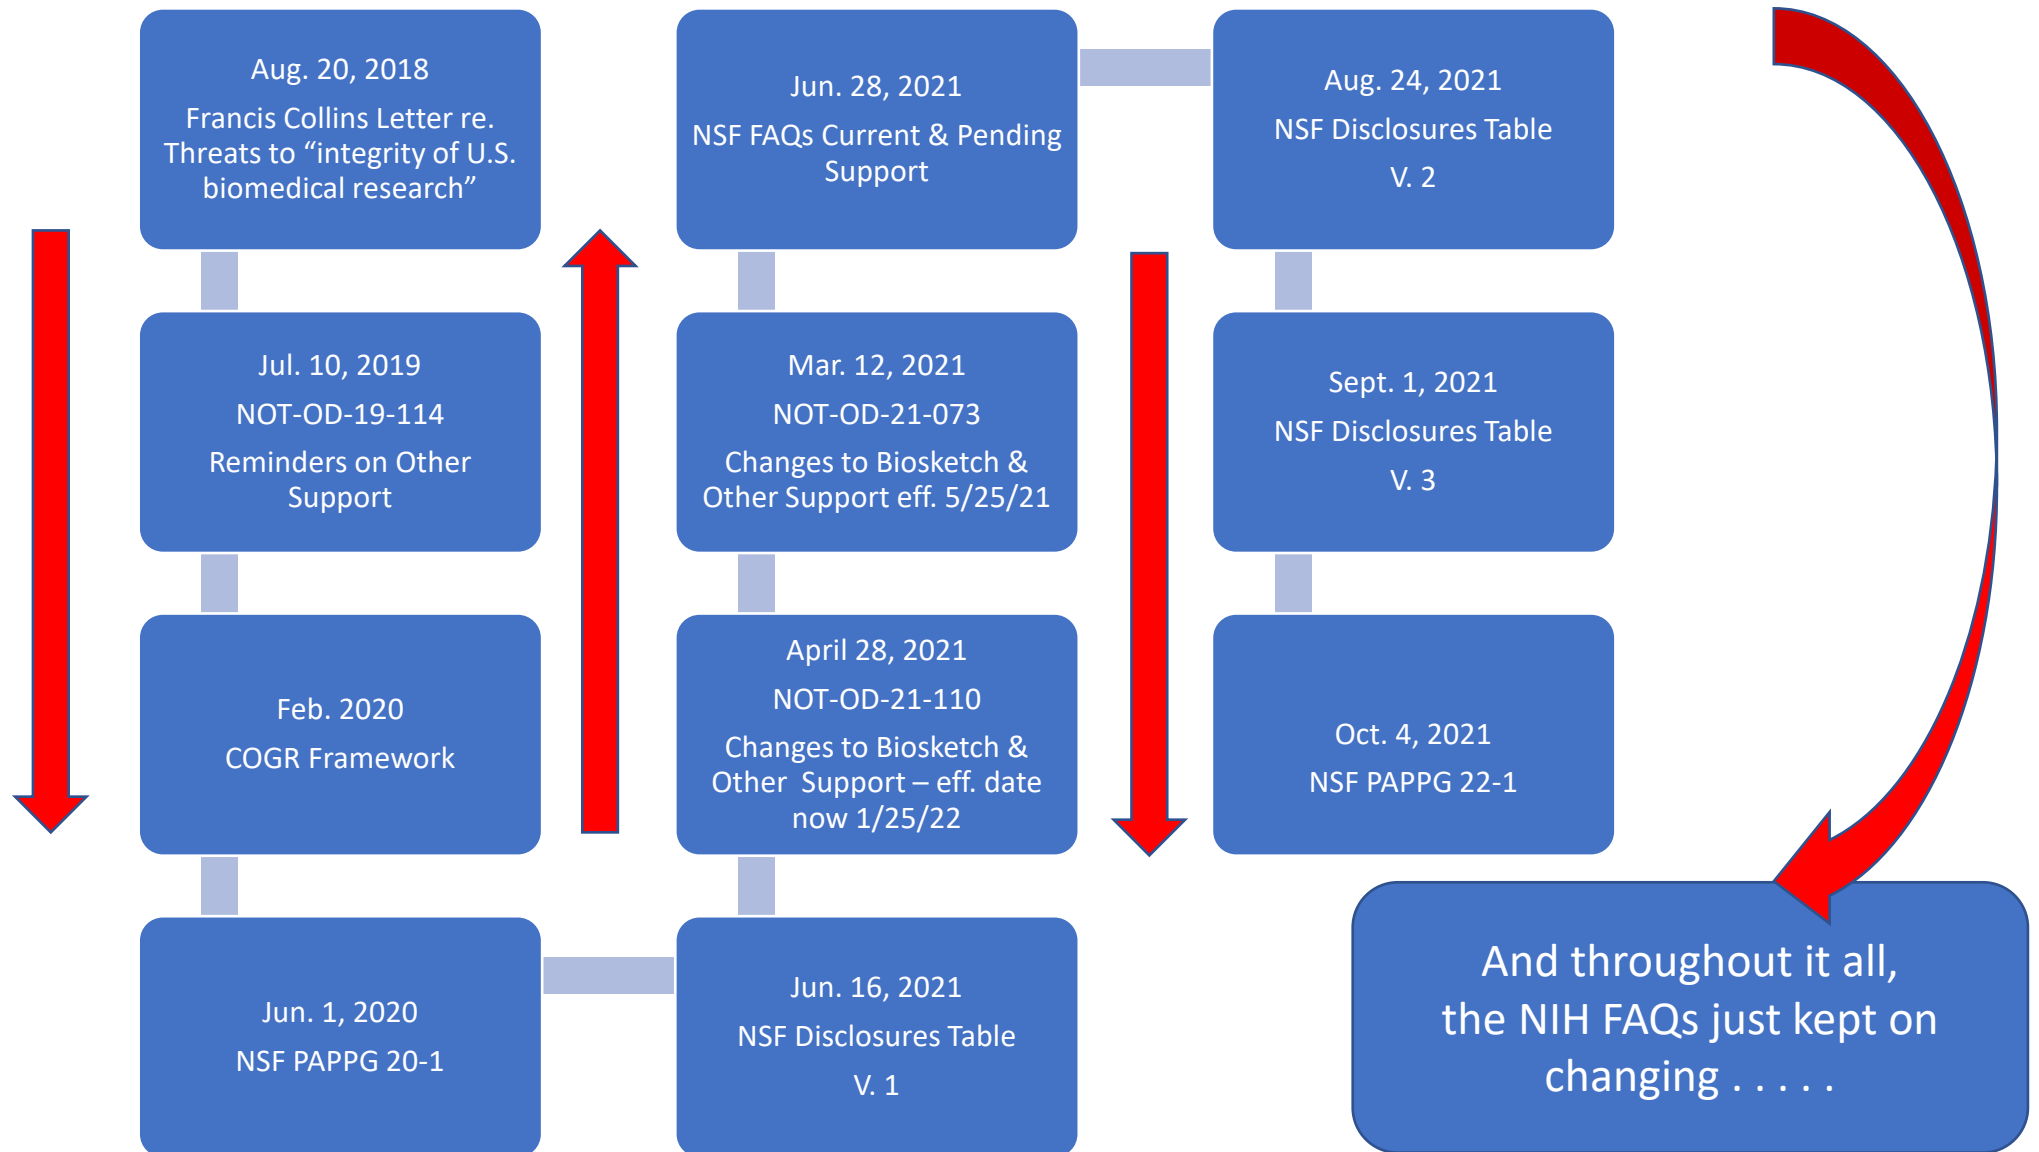 Aug. 20, 2018
Francis Collins Letter re.
Threats to “integrity of U.S.
biomedical research”
Jul. 10, 2019
NOT-OD-19-114
Reminders on Other
Support
Feb. 2020
COGR Framework
Jun. 1, 2020
NSF PAPPG 20-1
Jun. 16, 2021
NSF Disclosures Table
V. 1
April 28, 2021
NOT-OD-21-110
Changes to Biosketch &
Other  Support – eff. date
now 1/25/22
Mar. 12, 2021
NOT-OD-21-073
Changes to Biosketch &
Other Support eff. 5/25/21
Jun. 28, 2021
NSF FAQs Current & Pending
Support
Aug. 24, 2021
NSF Disclosures Table
V. 2
Sept. 1, 2021
NSF Disclosures Table
V. 3
Oct. 4, 2021
NSF PAPPG 22-1
And throughout it all,
the NIH FAQs just kept on
changing . . . . .